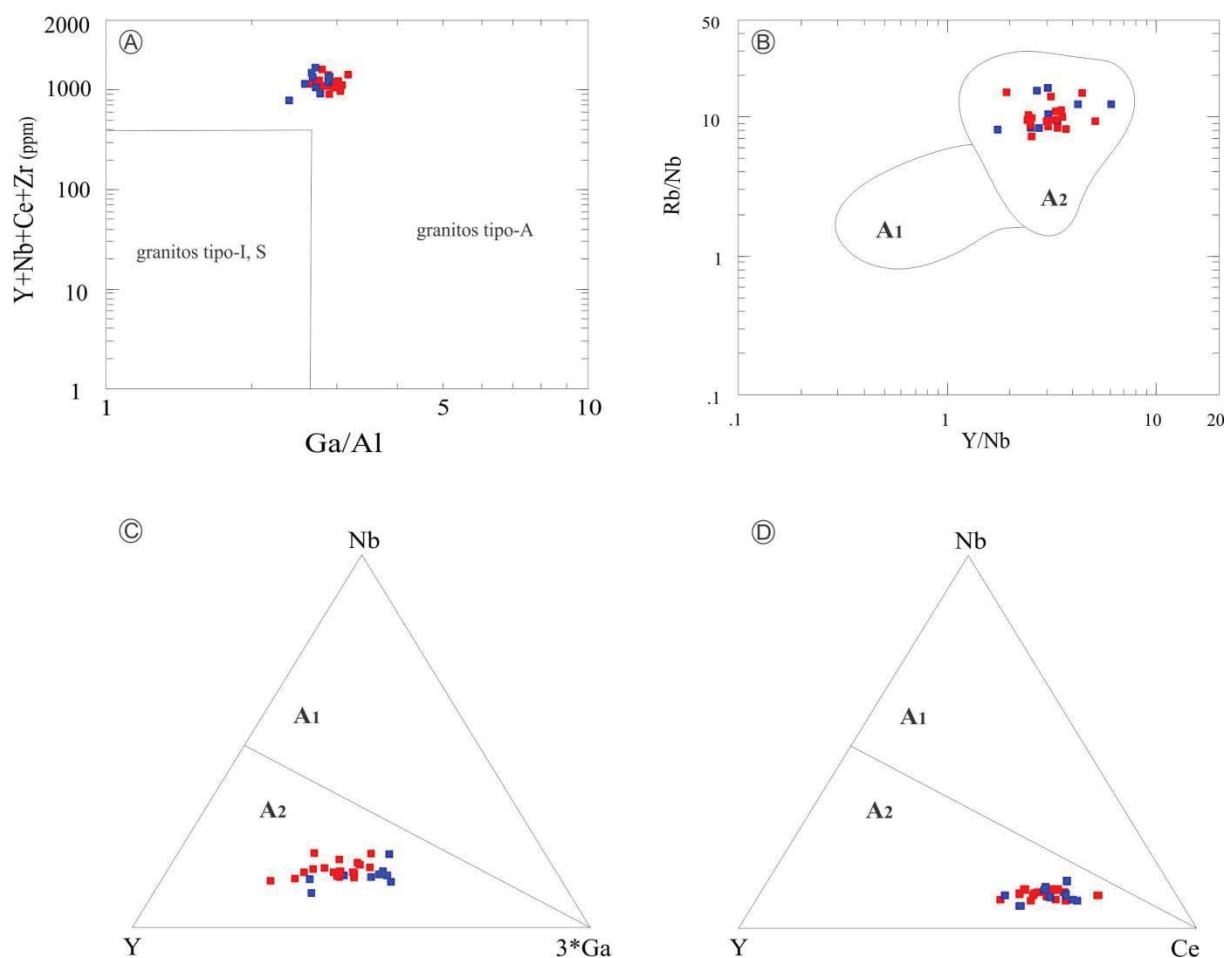 A
2000
1000
100
10
1
Y+Nb+Ce+Zr (ppm)
granitos tipo-I, S
granitos tipo-A
1
5
10
Ga/Al
B
50
10
1
.1
Rb/Nb
A1
A2
.1
1
10
20
Y/Nb
C
Nb
A1
A2
Y
3*Ga
D
Nb
A1
A2
Y
Ce